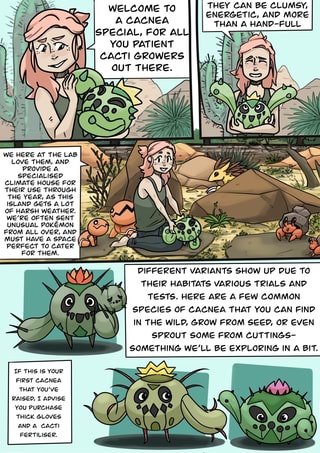 WELCOME TO
A CACNEA
SPECIAL, FOR ALL
YOU PATIENT
CACTI GROWERS
OUT THERE.
THEY CAN BE CLUMSY,
ENERGETIC, AND MORE
THAN A HAND-FULL
WE HERE AT THE LAB
LOVE THEM, AND
PROVIDE A
SPECIALISED
CLIMATE HOUSE FOR
THEIR USE THROUGH
THE YEAR, AS THIS
ISLAND GETS A LOT
OF HARSH WEATHER.
WE'RE OFTEN SENT
UNUSUAL POKÉMON
FROM ALL OVER, AND
MUST HAVE A SPACE
PERFECT TO CATER
FOR THEM.
DIFFERENT VARIANTS SHOW UP DUE TO
THEIR HABITATS VARIOUS TRIALS AND
TESTS. HERE ARE A FEW COMMON
SPECIES OF CACNEA THAT YOU CAN FIND
IN THE WILD, GROW FROM SEED, OR EVEN
SPROUT SOME FROM CUTTINGS-
SOMETHING WE'LL BE EXPLORING IN A BIT.
IF THIS IS YOUR
FIRST CACNEA
THAT YOU'VE
RAISED, I ADVISE
YOU PURCHASE
THICK GLOVES
AND A CACTI
FERTILISER.